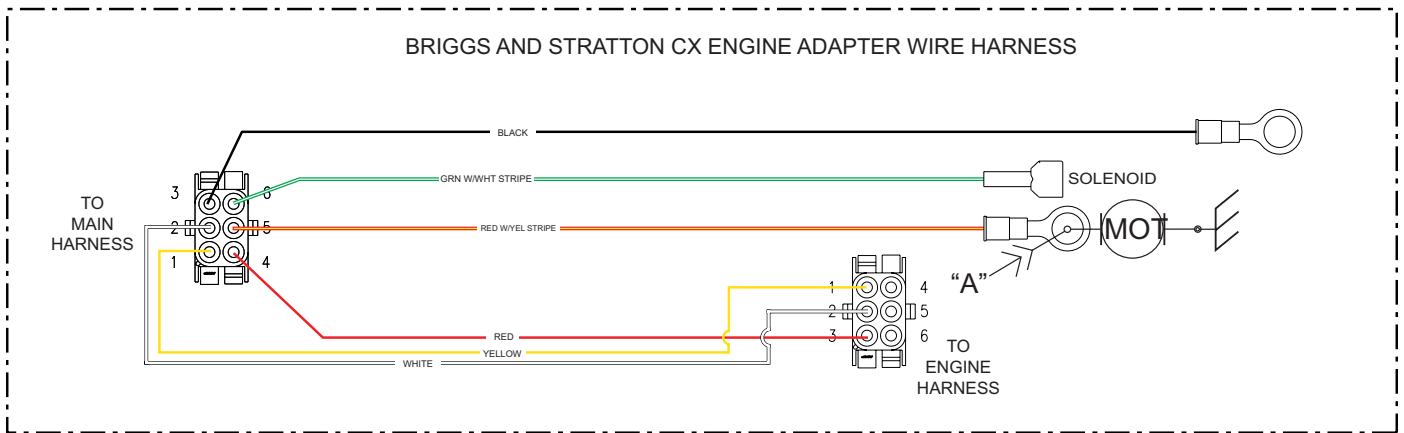 BRIGGS AND STRATTON CX ENGINE ADAPTER WIRE HARNESS
BLACK
GRN W/WHT STRIPE
SOLENOID
3
6
TO
MAIN
HARNESS
2
5
RED W/YEL STRIPE
MOT
1
4
"A"
1
4
2
5
RED
3
6
YELLOW
WHITE
TO
ENGINE
HARNESS